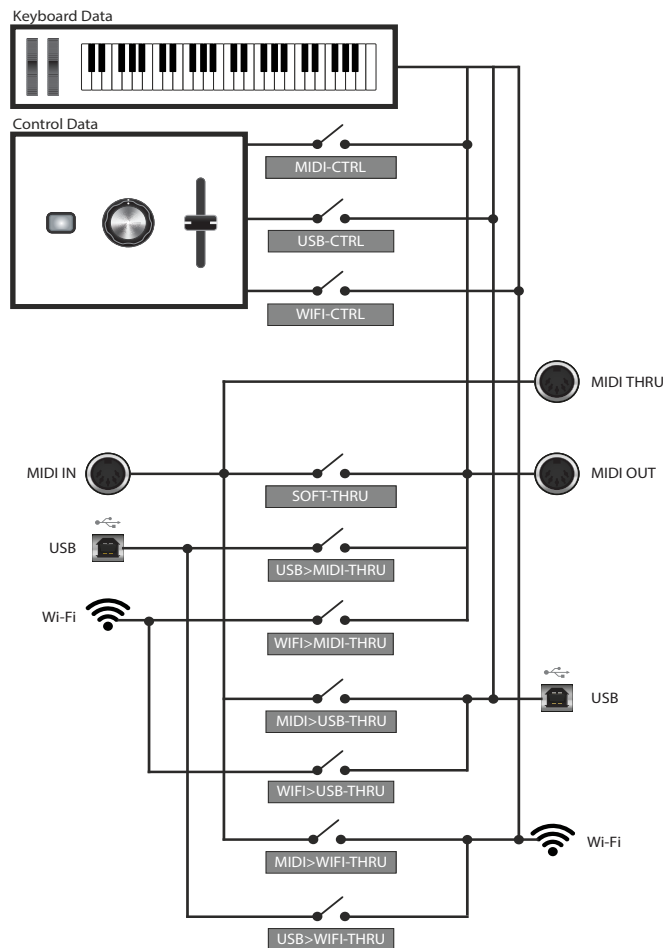 Keyboard Data
Control Data
MIDI-CTRL
USB-CTRL
WIFI-CTRL
MIDI THRU
MIDI IN
SOFT-THRU
MIDI OUT
USB
USB>MIDI-THRU
Wi-Fi
WIFI>MIDI-THRU
MIDI>USB-THRU
USB
WIFI>USB-THRU
MIDI>WIFI-THRU
Wi-Fi
USB>WIFI-THRU